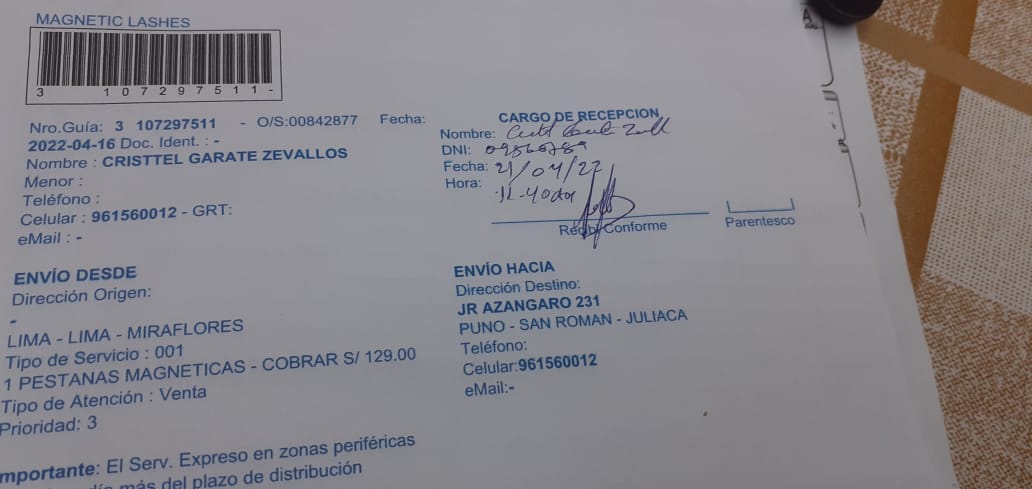 MAGNETIC LASHES
3 107297511-
Nro.Guía: 3 107297511 - O/S:00842877 Fecha:
2022-04-16 Doc. Ident. : -
Nombre : CRISTTEL GARATE ZEVALLOS
Menor :
Teléfono :
Celular : 961560012 - GRT:
eMail : -
CARGO DE RECEPCION
Nombre:
DNI:
Fecha: 21/04/22
Hora:
Recibí Conforme
Parentesco
ENVÍO DESDE
Dirección Origen:
-
LIMA - LIMA - MIRAFLORES
Tipo de Servicio : 001
1 PESTANAS MAGNETICAS - COBRAR S/ 129.00
Tipo de Atención : Venta
Prioridad: 3
ENVÍO HACIA
Dirección Destino:
JR AZANGARO 231
PUNO - SAN ROMAN - JULIACA
Teléfono:
Celular:961560012
eMail:-
mportante: El Serv. Expreso en zonas periféricas
más del plazo de distribución